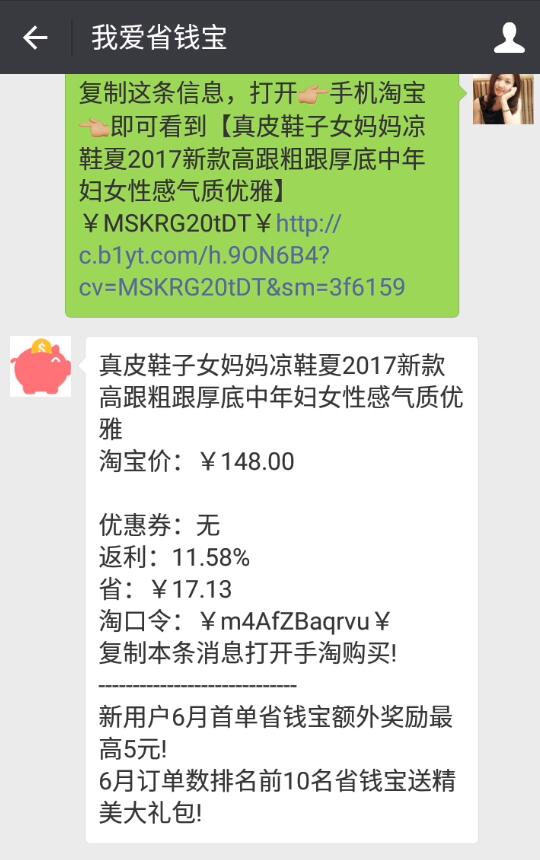 我爱省钱宝
复制这条信息，打开👉手机淘宝
👈即可看到【真皮鞋子女妈妈凉
鞋夏2017新款高跟粗跟厚底中年
妇女性感气质优雅】
￥MSKRG20tDT￥http://
c.b1yt.com/h.9ON6B4?
cv=MSKRG20tDT&sm=3f6159
真皮鞋子女妈妈凉鞋夏2017新款
高跟粗跟厚底中年妇女性感气质优
雅
淘宝价：￥148.00
优惠券：无
返利：11.58%
省：￥17.13
淘口令：￥m4AfZBaqrvu￥
复制本条消息打开手淘购买!
-----------------------------
新用户6月首单省钱宝额外奖励最
高5元!
6月订单数排名前10名省钱宝送精
美大礼包!